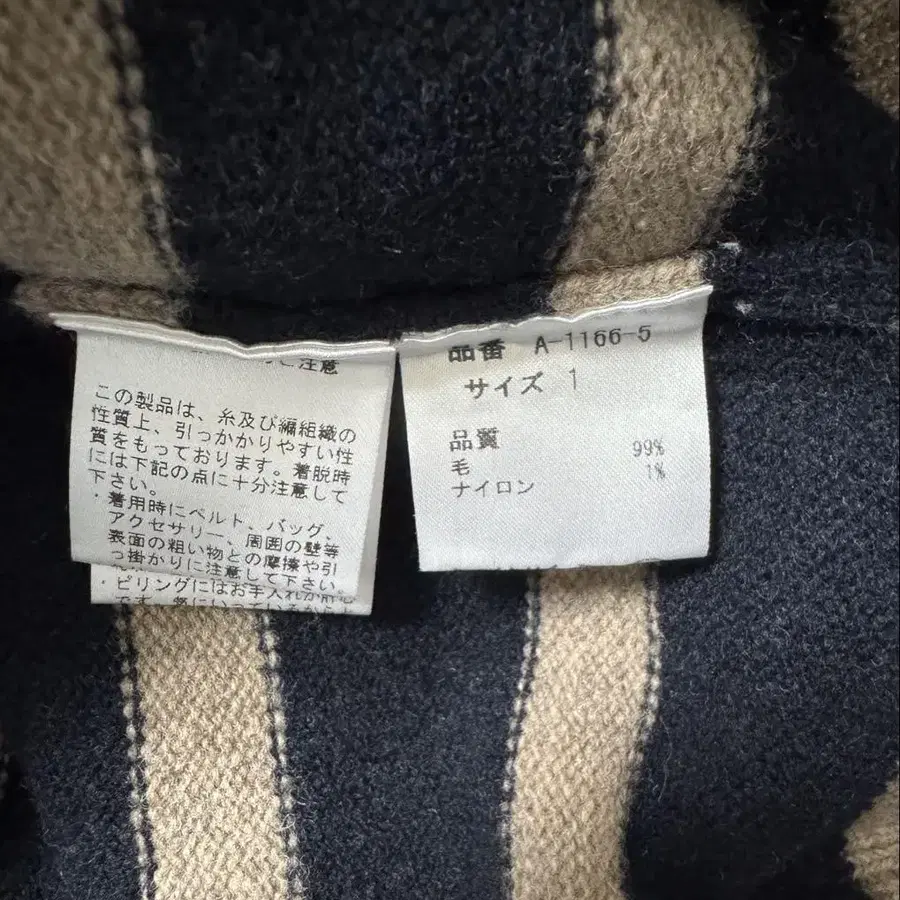 ご注意
この製品は、糸及び編組織の
性質上、引っかかりやすい性
質をもっております。着脱時
には下記の点に十分注意して
下さい。
・着用時にベルト、バッグ、
アクセサリー、周囲の壁等
表面の粗い物との摩擦や引
っ掛かりに注意して下さい。
・ピリングにはお手入れが肝心
品番 A-1166-5
サイズ 1
品質
毛 99%
ナイロン 1%